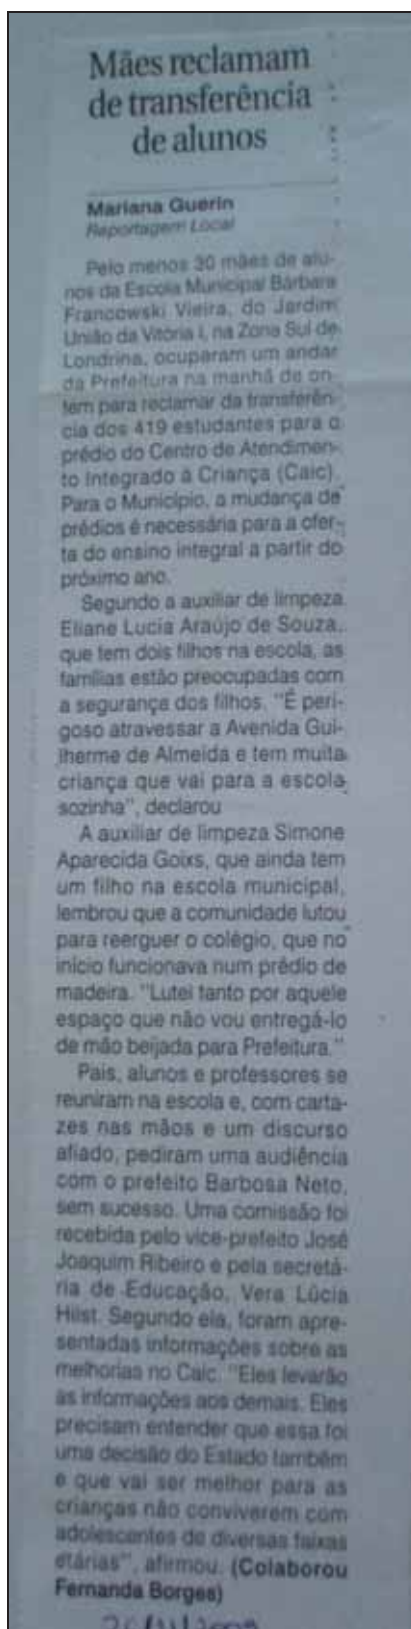 Mães reclamam
de transferência
de alunos
Mariana Guerin
Reportagem Local
Pelo menos 30 mães de alu-
nos da Escola Municipal Bárbara
Francowski Vieira, do Jardim
União da Vitória I, na Zona Sul de
Londrina, ocuparam um andar
da Prefeitura na manhã de on-
tem para reclamar da transferên-
cia dos 419 estudantes para o
prédio do Centro de Atendimen-
to Integrado à Criança (Caic).
Para o Município, a mudança de
prédios é necessária para a ofer-
ta do ensino integral a partir do
próximo ano.
Segundo a auxiliar de limpeza
Eliane Lucia Araújo de Souza,
que tem dois filhos na escola, as
famílias estão preocupadas com
a segurança dos filhos. "É peri-
goso atravessar a Avenida Gui-
lherme de Almeida e tem muita
criança que vai para a escola
sozinha", declarou
A auxiliar de limpeza Simone
Aparecida Goixs, que ainda tem
um filho na escola municipal,
lembrou que a comunidade lutou
para reerguer o colégio, que no
início funcionava num prédio de
madeira. "Lutei tanto por aquele
espaço que não vou entregá-lo
de mão beijada para Prefeitura."
Pais, alunos e professores se
reuniram na escola e, com carta-
zes nas mãos e um discurso
afiado, pediram uma audiência
com o prefeito Barbosa Neto,
sem sucesso. Uma comissão foi
recebida pelo vice-prefeito José
Joaquim Ribeiro e pela secretá-
ria de Educação, Vera Lúcia
Hilst. Segundo ela, foram apre-
sentadas informações sobre as
melhorias no Caic. "Eles levarão
as informações aos demais. Eles
precisam entender que essa foi
uma decisão do Estado também
e que vai ser melhor para as
crianças não conviverem com
adolescentes de diversas faixas
etárias", afirmou. (Colaborou
Fernanda Borges)